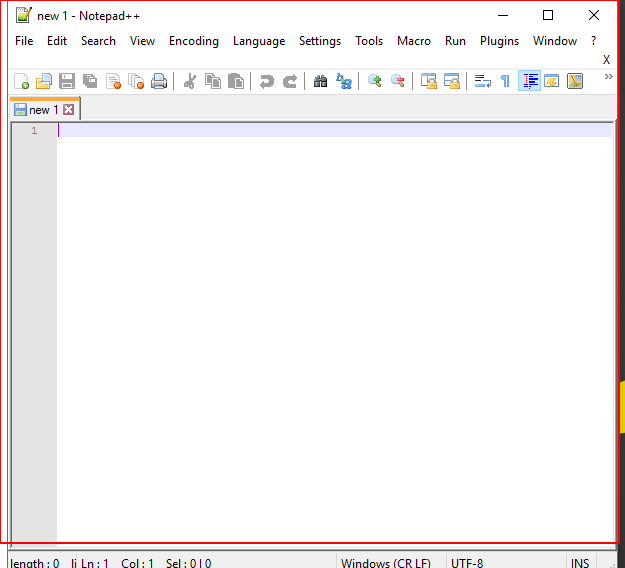 new 1 - Notepad++
File Edit Search View Encoding Language Settings Tools Macro Run Plugins Window ?
X
new 1
1
length : 0 li Ln : 1 Col : 1 Sel : 0 | 0 Windows (CR LF) UTF-8 INS